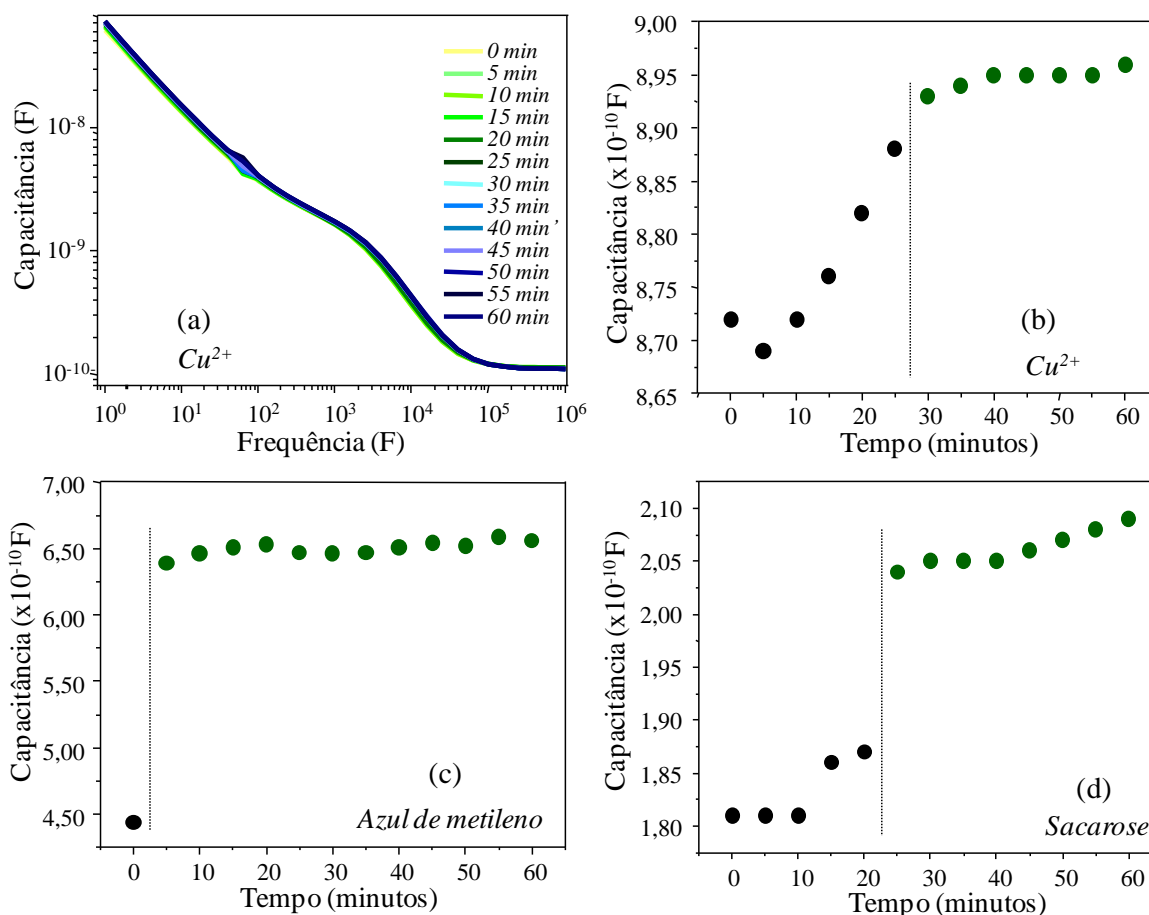 Capacitância (F)
10⁻⁸
10⁻⁹
10⁻¹⁰
0 min
5 min
10 min
15 min
20 min
25 min
30 min
35 min
40 min’
45 min
50 min
55 min
60 min
(a)
Cu²⁺
10⁰ 10¹ 10² 10³ 10⁴ 10⁵ 10⁶
Frequência (F)
Capacitância (x10⁻¹⁰F)
9,00
8,95
8,90
8,85
8,80
8,75
8,70
8,65
(b)
Cu²⁺
0 10 20 30 40 50 60
Tempo (minutos)
Capacitância (x10⁻¹⁰F)
7,00
6,50
6,00
5,50
5,00
4,50
(c)
Azul de metileno
0 10 20 30 40 50 60
Tempo (minutos)
Capacitância (x10⁻¹⁰F)
2,10
2,05
2,00
1,95
1,90
1,85
1,80
(d)
Sacarose
0 10 20 30 40 50 60
Tempo (minutos)